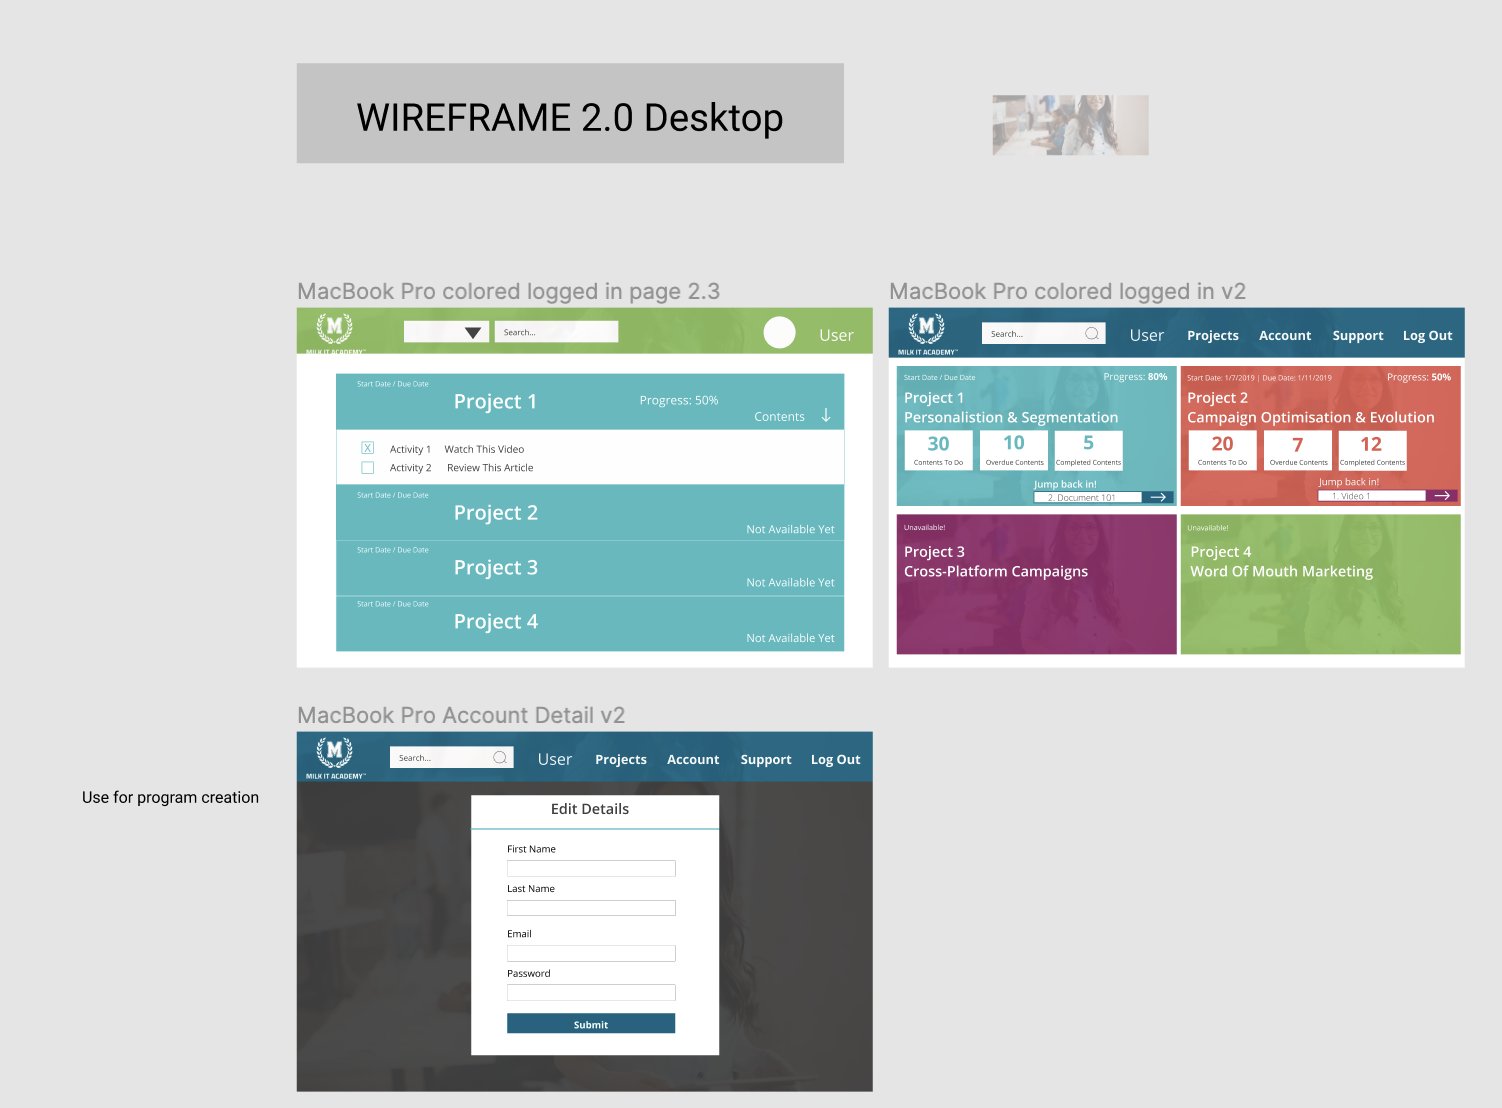 WIREFRAME 2.0 Desktop
MacBook Pro colored logged in page 2.3
M
MILK IT ACADEMY™
Search...
User
Start Date / Due Date
Project 1
Progress: 50%
Contents
X Activity 1 Watch This Video
Activity 2 Review This Article
Start Date / Due Date
Project 2
Not Available Yet
Start Date / Due Date
Project 3
Not Available Yet
Start Date / Due Date
Project 4
Not Available Yet
MacBook Pro colored logged in v2
M
MILK IT ACADEMY™
Search...
User Projects Account Support Log Out
Start Date / Due Date Progress: 80%
Project 1
Personalistion & Segmentation
30 10 5
Contents To Do Overdue Contents Completed Contents
Jump back in!
2. Document 101
Start Date: 1/7/2019 | Due Date: 1/11/2019 Progress: 50%
Project 2
Campaign Optimisation & Evolution
20 7 12
Contents To Do Overdue Contents Completed Contents
Jump back in!
1. Video 1
Unavailable!
Project 3
Cross-Platform Campaigns
Unavailable!
Project 4
Word Of Mouth Marketing
MacBook Pro Account Detail v2
Use for program creation
M
MILK IT ACADEMY™
Search...
User Projects Account Support Log Out
Edit Details
First Name
Last Name
Email
Password
Submit